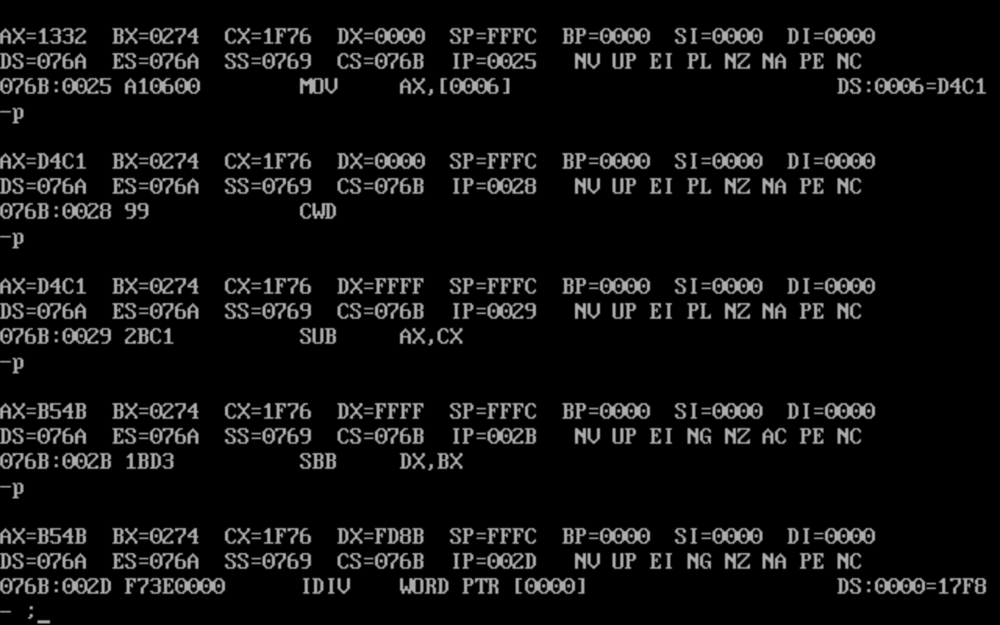 AX=1332  BX=0274  CX=1F76  DX=0000  SP=FFFC  BP=0000  SI=0000  DI=0000
DS=076A  ES=076A  SS=0769  CS=076B  IP=0025   NV UP EI PL NZ NA PE NC
076B:0025 A10600        MOV     AX,[0006]                          DS:0006=D4C1
-p
AX=D4C1  BX=0274  CX=1F76  DX=0000  SP=FFFC  BP=0000  SI=0000  DI=0000
DS=076A  ES=076A  SS=0769  CS=076B  IP=0028   NV UP EI PL NZ NA PE NC
076B:0028 99            CWD
-p
AX=D4C1  BX=0274  CX=1F76  DX=FFFF  SP=FFFC  BP=0000  SI=0000  DI=0000
DS=076A  ES=076A  SS=0769  CS=076B  IP=0029   NV UP EI PL NZ NA PE NC
076B:0029 2BC1          SUB     AX,CX
-p
AX=B54B  BX=0274  CX=1F76  DX=FFFF  SP=FFFC  BP=0000  SI=0000  DI=0000
DS=076A  ES=076A  SS=0769  CS=076B  IP=002B   NV UP EI NG NZ AC PE NC
076B:002B 1BD3          SBB     DX,BX
-p
AX=B54B  BX=0274  CX=1F76  DX=FD8B  SP=FFFC  BP=0000  SI=0000  DI=0000
DS=076A  ES=076A  SS=0769  CS=076B  IP=002D   NV UP EI NG NZ NA PE NC
076B:002D F73E0000      IDIV    WORD PTR [0000]                    DS:0000=17F8
- ;_